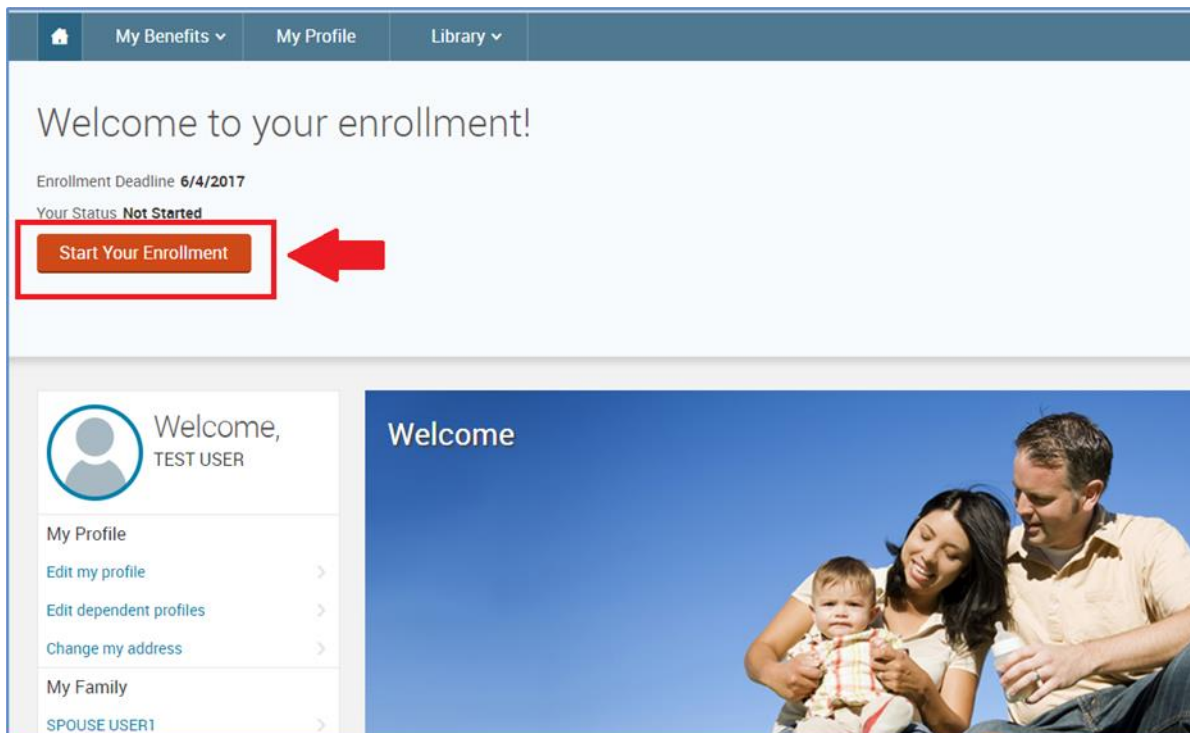 My Benefits
My Profile
Library
Welcome to your enrollment!
Enrollment Deadline 6/4/2017
Your Status Not Started
Start Your Enrollment
Welcome,
TEST USER
My Profile
Edit my profile
Edit dependent profiles
Change my address
My Family
SPOUSE USER1
Welcome